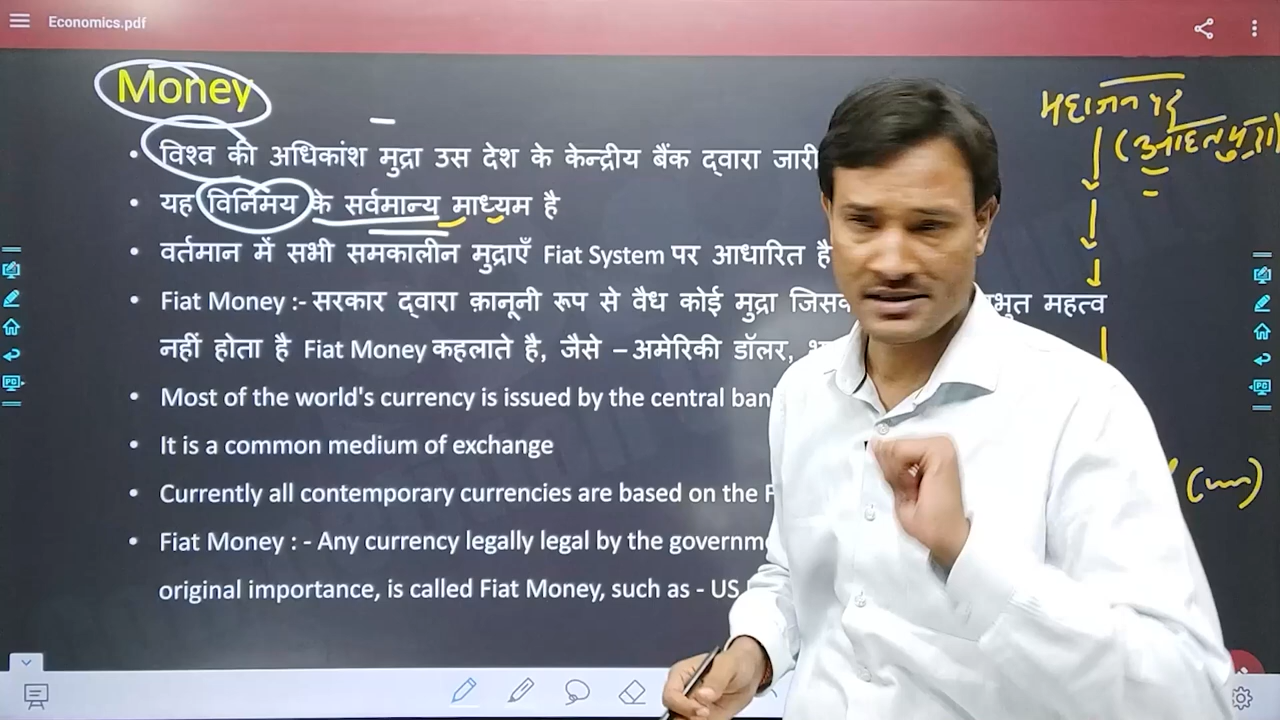 Economics.pdf
Money
महाजनपद
(आहत मुद्रा)
• विश्व की अधिकांश मुद्रा उस देश के केन्द्रीय बैंक द्वारा जारी
• यह विनिमय के सर्वमान्य माध्यम है
• वर्तमान में सभी समकालीन मुद्राएँ Fiat System पर आधारित है
• Fiat Money :- सरकार द्वारा क़ानूनी रूप से वैध कोई मुद्रा महत्व
नहीं होता है Fiat Money कहलाते है, जैसे – अमेरिकी डॉलर,
• Most of the world's currency is issued by the central
• It is a common medium of exchange
• Currently all contemporary currencies are based on the
• Fiat Money : - Any currency legally legal by the
original importance, is called Fiat Money, such as - US